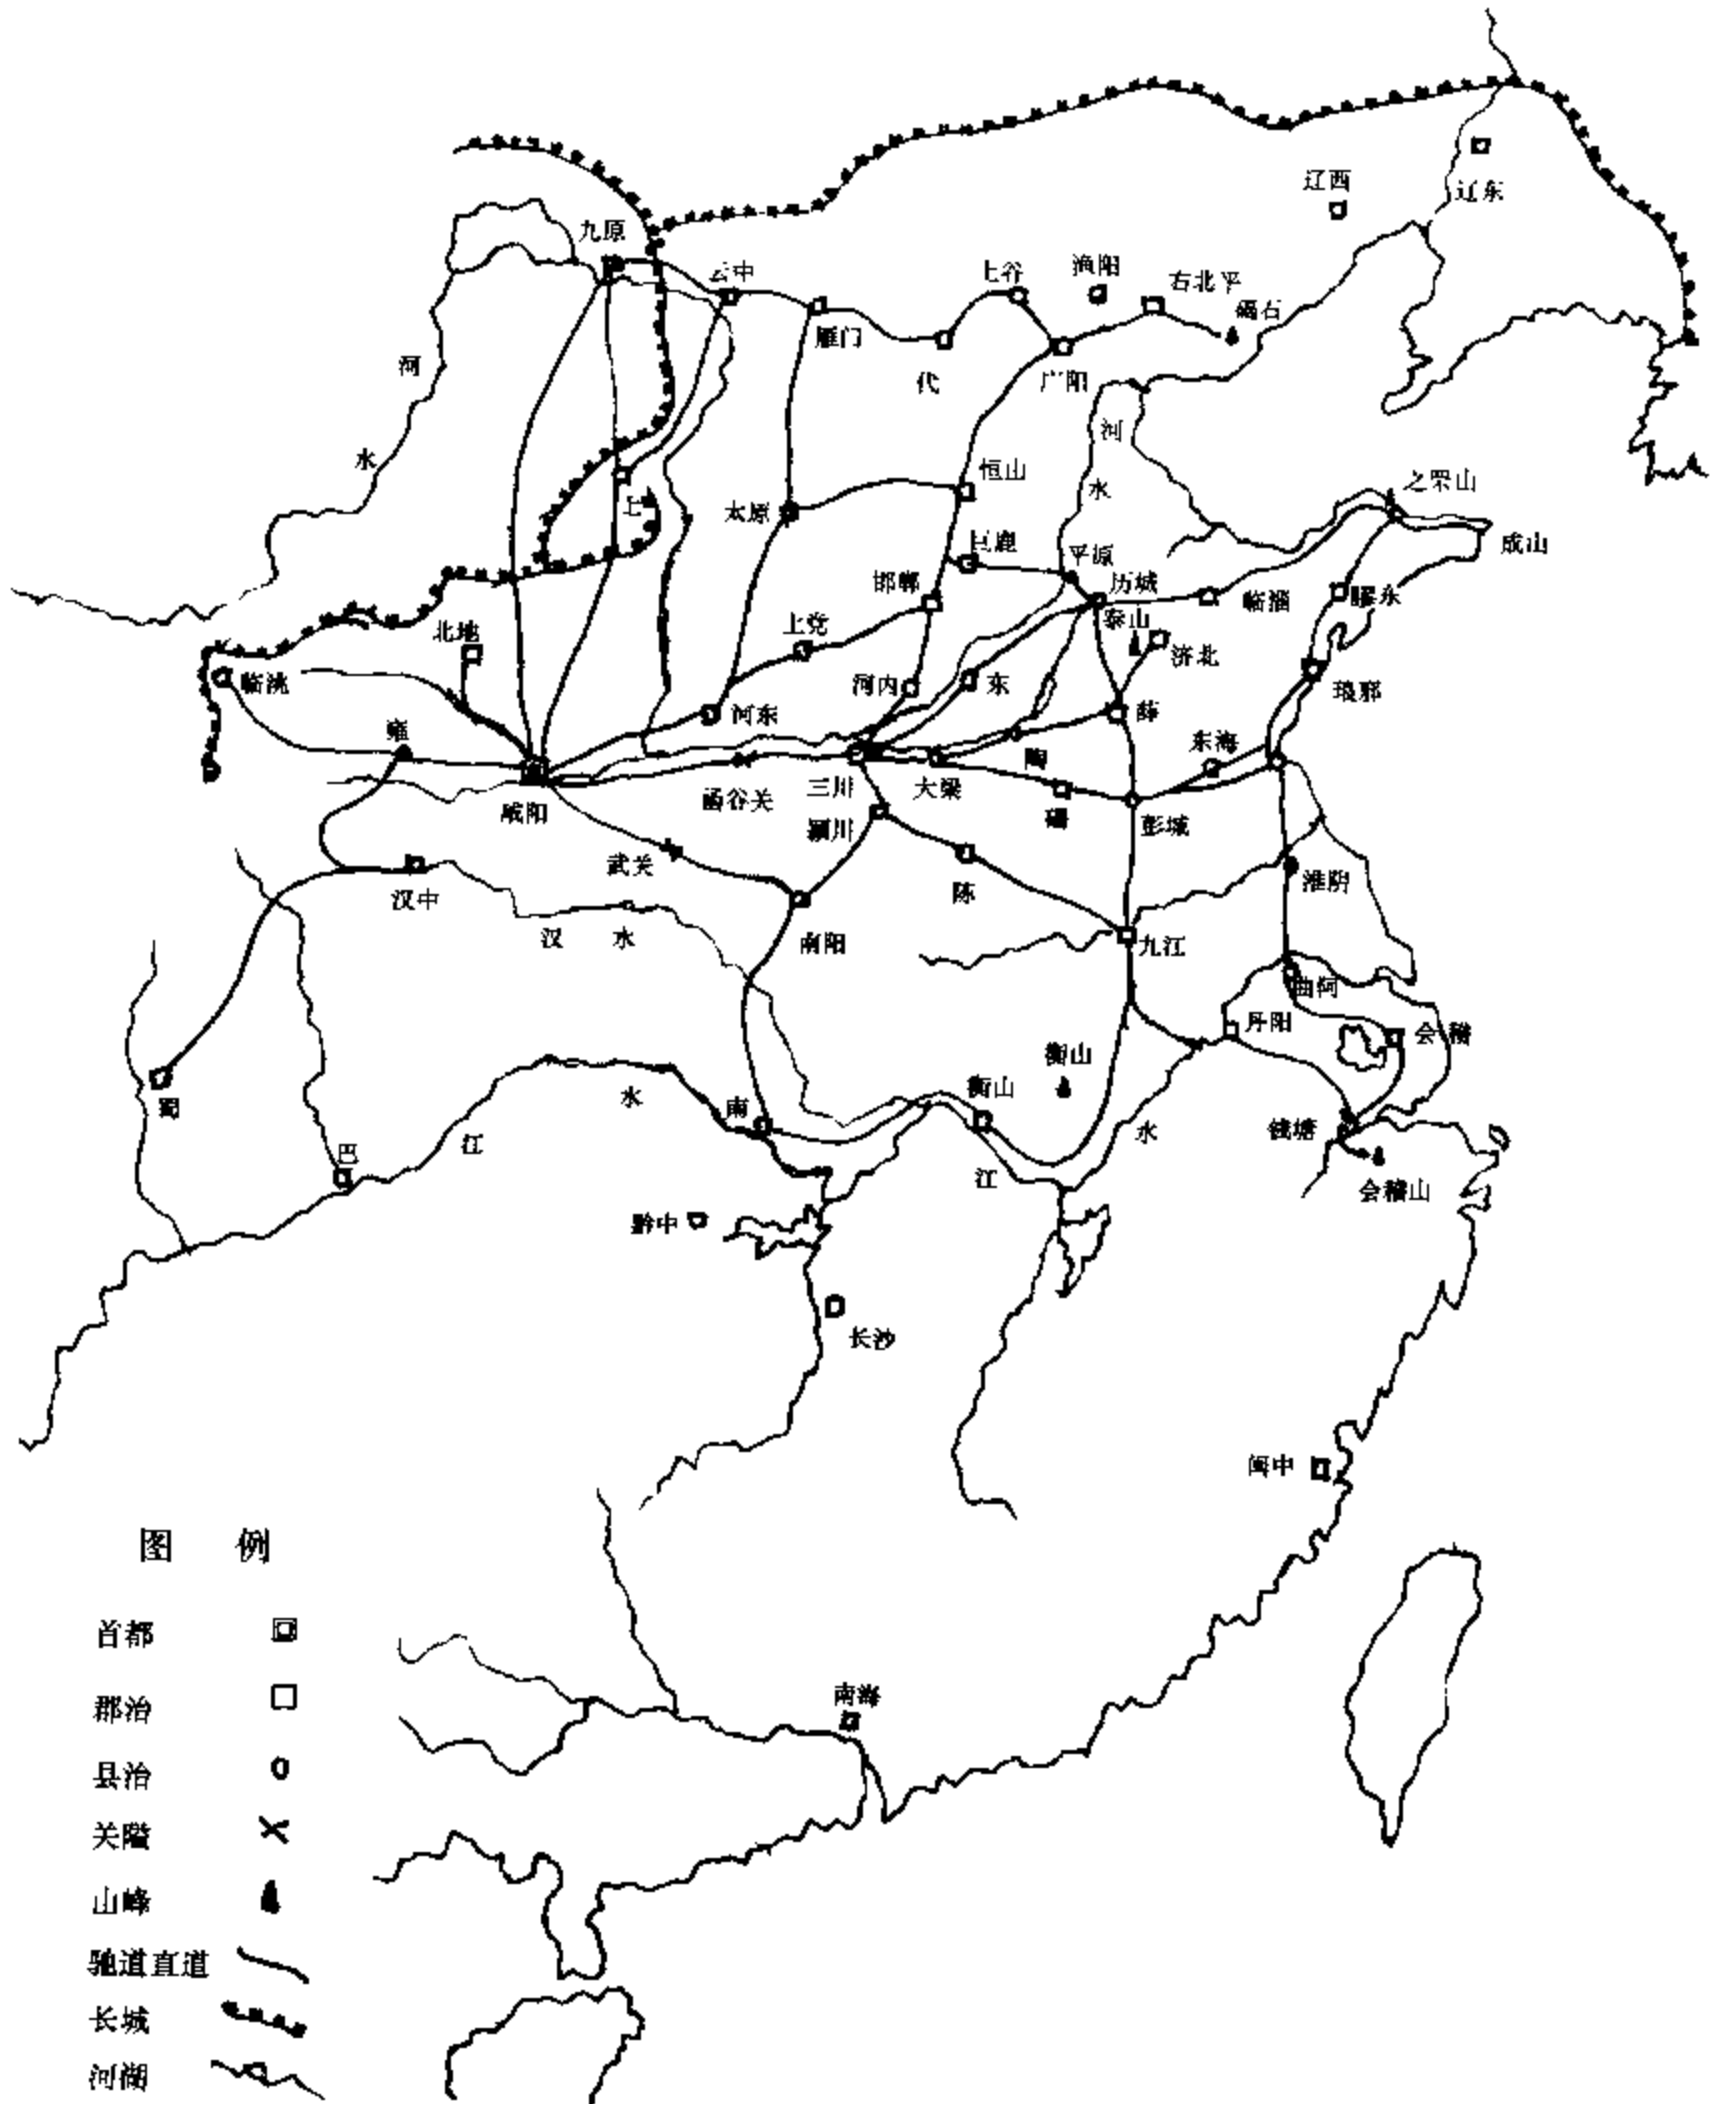 辽西
辽东
九原
云中
上谷
渔阳
右北平
碣石
雁门
代
广阳
河
水
河
水
恒山
之罘山
上
太原
成山
巨鹿
平原
历城
邯郸
临淄
胶东
泰山
上党
济北
北地
临洮
河内
东
琅邪
河东
薛
雍
东海
陶
三川
大梁
函谷关
咸阳
砀
颍川
彭城
武关
淮阴
汉中
陈
汉水
南阳
九江
曲阿
丹阳
会稽
衡山
蜀
水
南
衡山
钱塘
水
江
巴
江
会稽山
黔中
长沙
闽中
南海
图例
首都
郡治
县治
关隘
山峰
驰道直道
长城
河湖